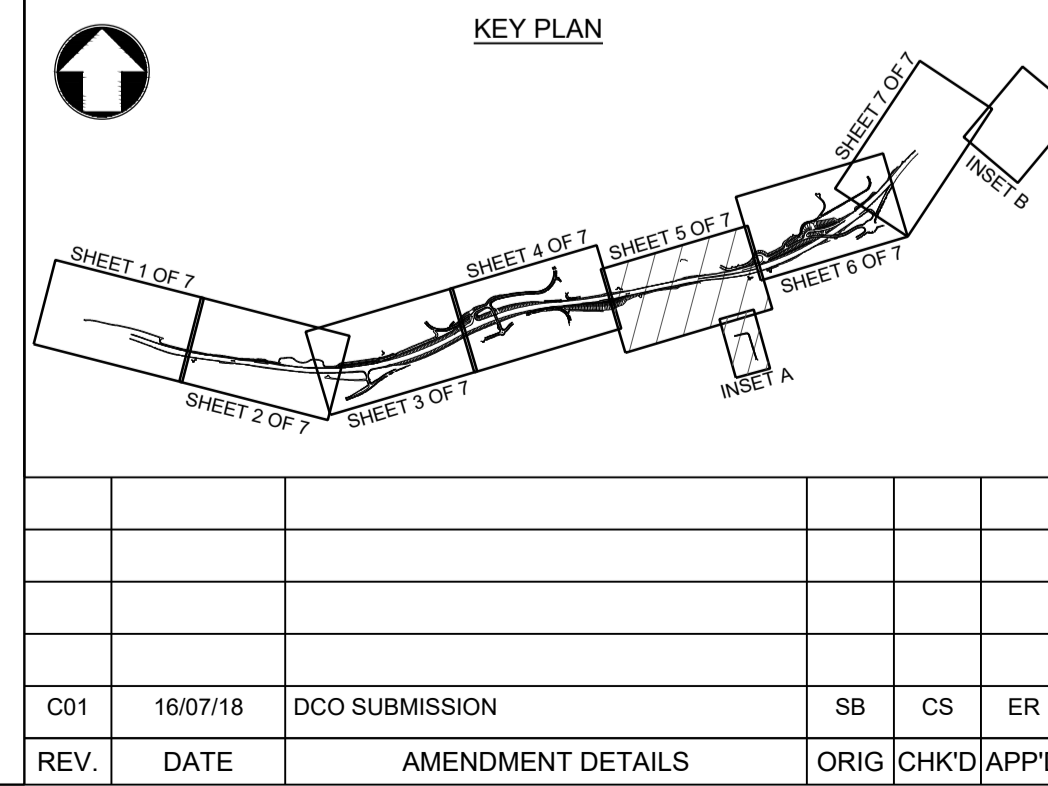 KEY PLAN
SHEET 1 OF 7
SHEET 2 OF 7
SHEET 3 OF 7
SHEET 4 OF 7
SHEET 5 OF 7
SHEET 6 OF 7
SHEET 7 OF 7
INSET A
INSET B
C01 16/07/18 DCO SUBMISSION SB CS ER
REV. DATE AMENDMENT DETAILS ORIG CHK'D APP'D